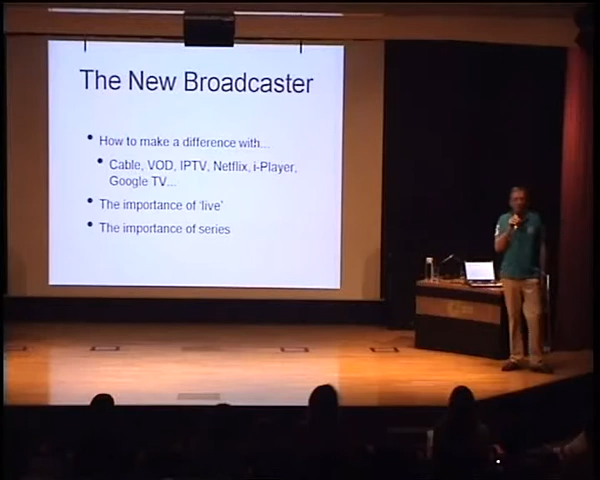 The New Broadcaster
• How to make a difference with...
• Cable, VOD, IPTV, Netflix, i-Player,
Google TV...
• The importance of 'live'
• The importance of series